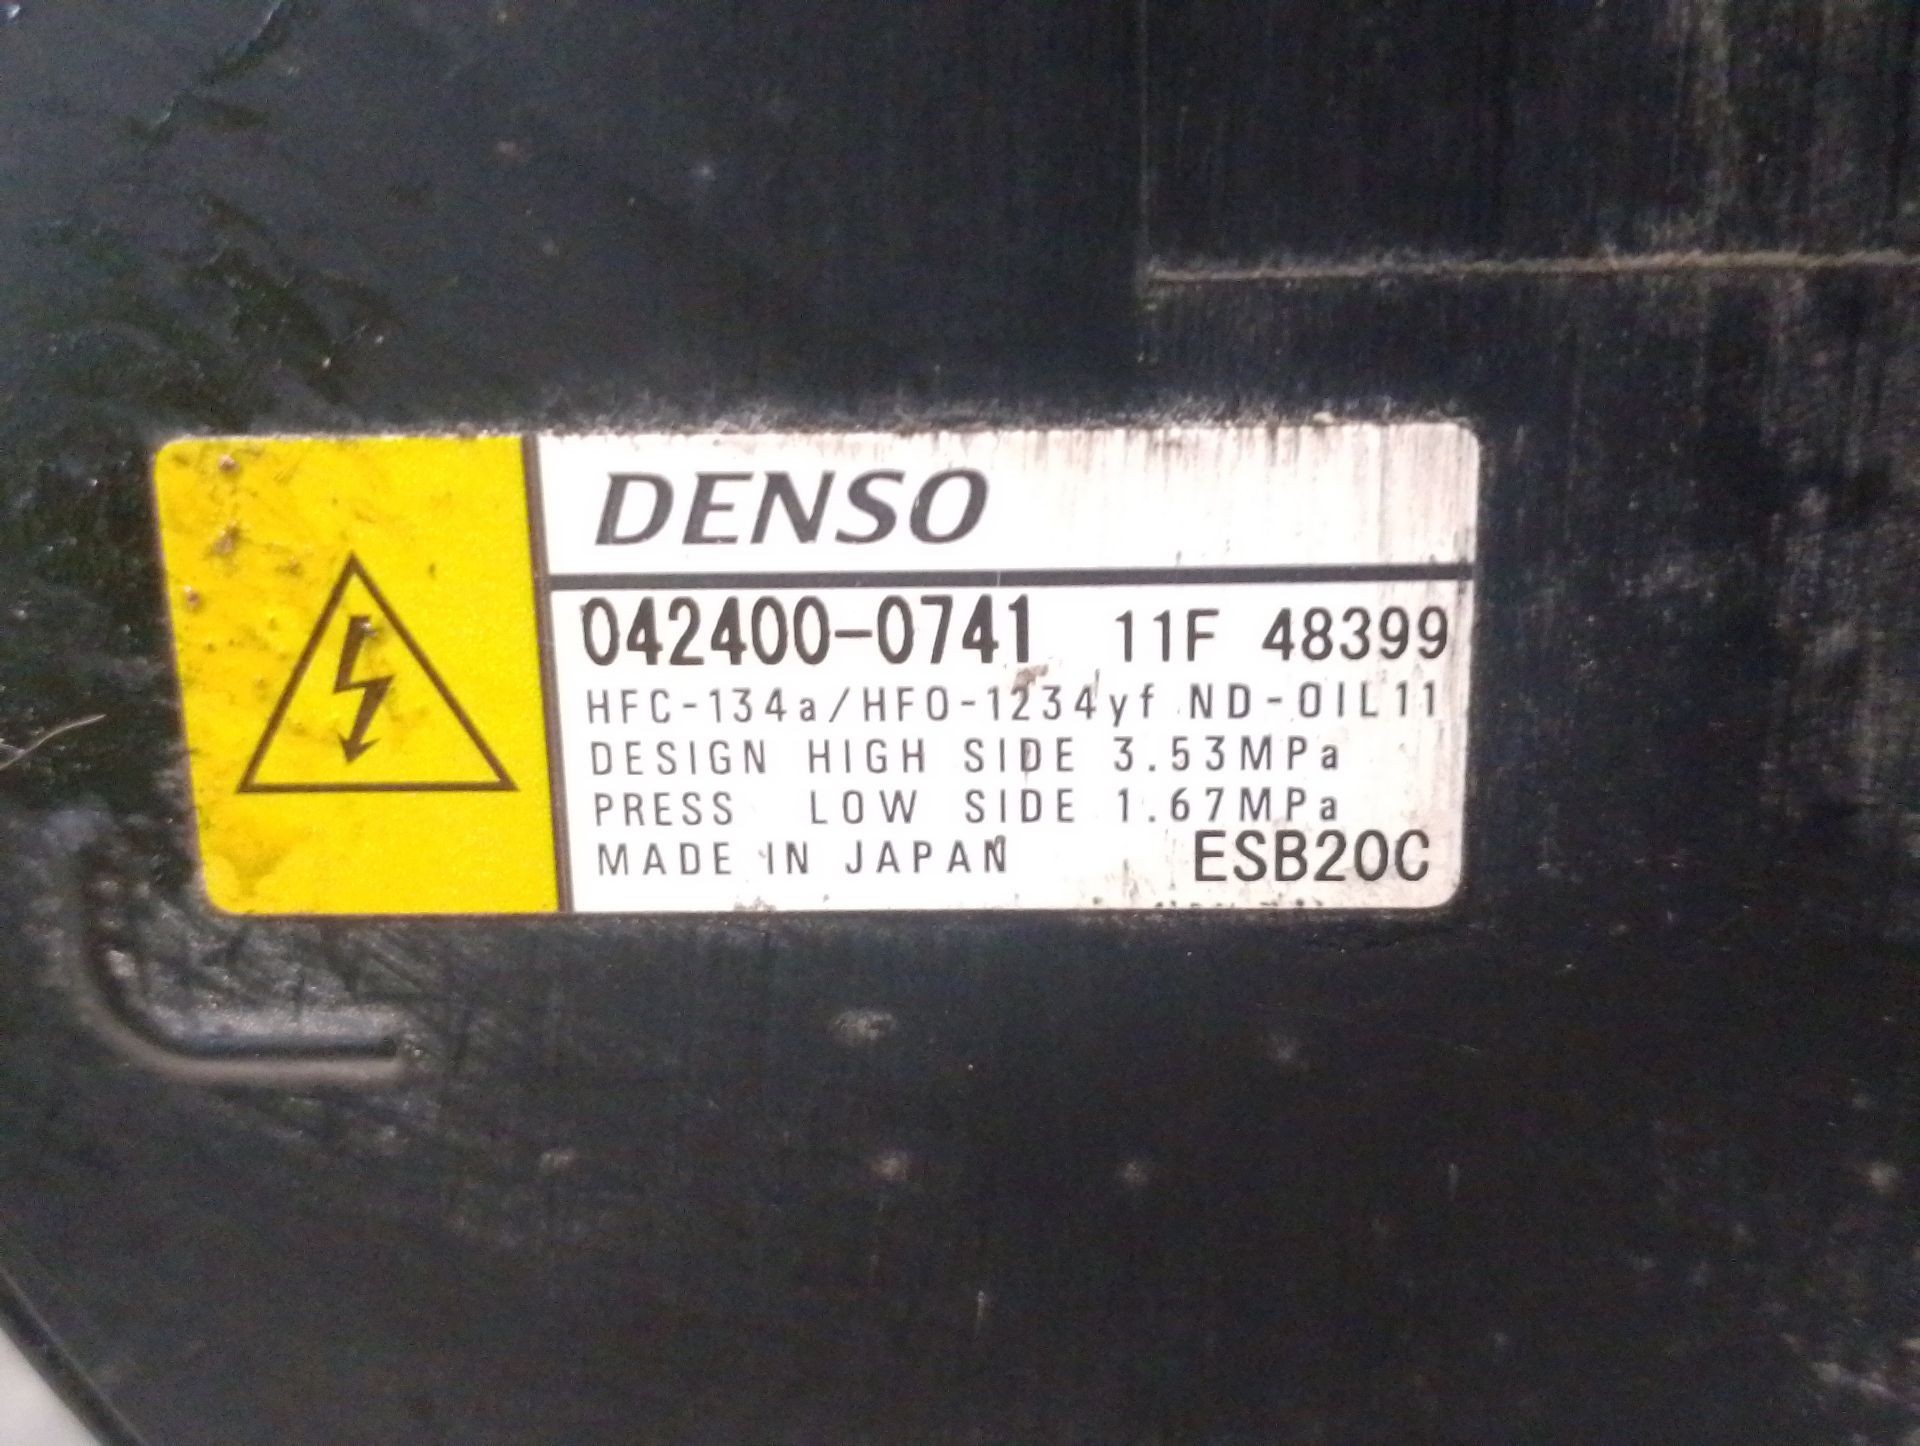 DENSO
042400-0741 11F 48399
HFC-134a/HFO-1234yf ND-OIL11
DESIGN HIGH SIDE 3.53MPa
PRESS LOW SIDE 1.67MPa
MADE IN JAPAN ESB20C